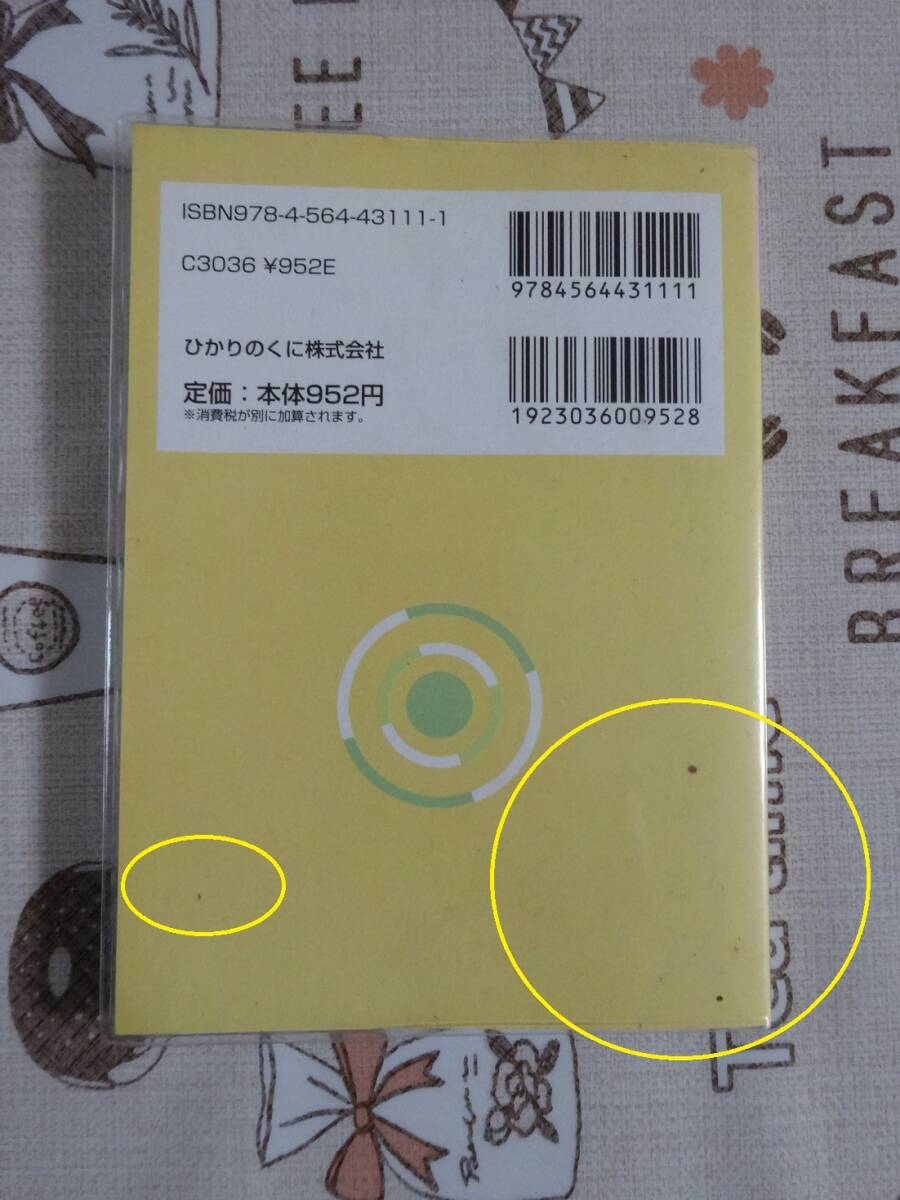 ISBN978-4-564-43111-1
C3036 ¥952E
9784564431111
ひかりのくに株式会社
定価：本体952円
※消費税が別に加算されます。
1923036009528
BREAKFAST
Coffee